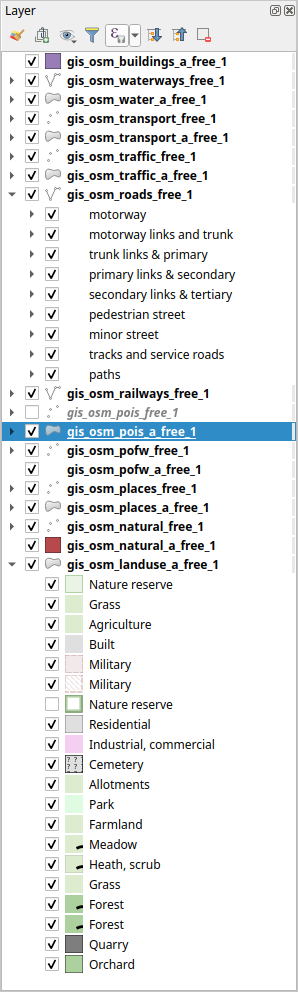 Layer
gis_osm_buildings_a_free_1
gis_osm_waterways_free_1
gis_osm_water_a_free_1
gis_osm_transport_free_1
gis_osm_transport_a_free_1
gis_osm_traffic_free_1
gis_osm_traffic_a_free_1
gis_osm_roads_free_1
motorway
motorway links and trunk
trunk links & primary
primary links & secondary
secondary links & tertiary
pedestrian street
minor street
tracks and service roads
paths
gis_osm_railways_free_1
gis_osm_pois_free_1
gis_osm_pois_a_free_1
gis_osm_pofw_free_1
gis_osm_pofw_a_free_1
gis_osm_places_free_1
gis_osm_places_a_free_1
gis_osm_natural_free_1
gis_osm_natural_a_free_1
gis_osm_landuse_a_free_1
Nature reserve
Grass
Agriculture
Built
Military
Military
Nature reserve
Residential
Industrial, commercial
Cemetery
Allotments
Park
Farmland
Meadow
Heath, scrub
Grass
Forest
Forest
Quarry
Orchard